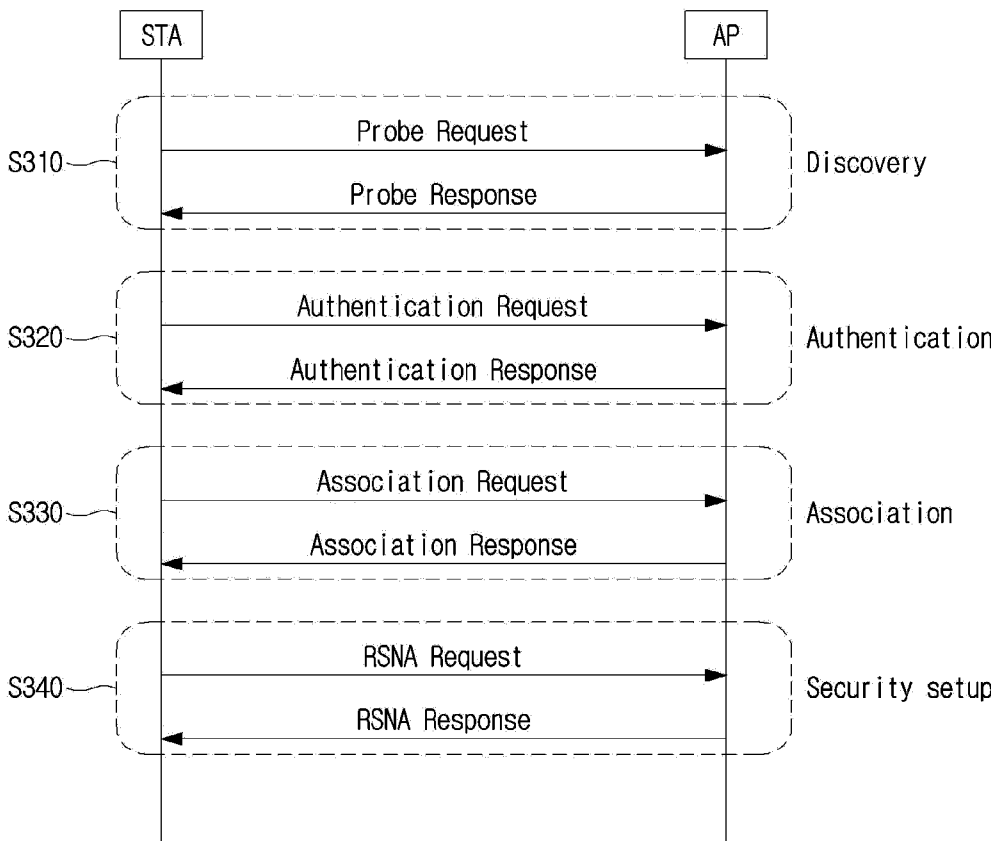 STA AP
Probe Request
S310 Discovery
Probe Response
Authentication Request
S320 Authentication
Authentication Response
Association Request
S330 Association
Association Response
RSNA Request
S340 Security setup
RSNA Response